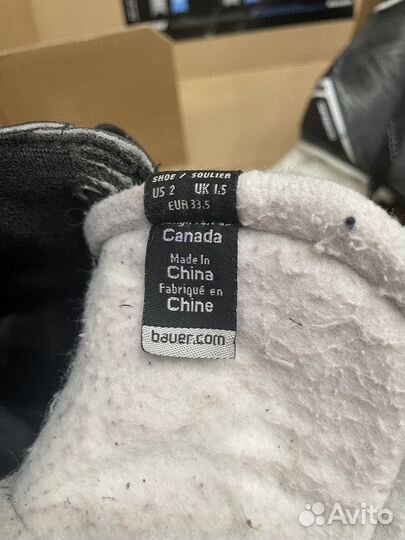 SHOE / SOULIER
US 2 UK 1.5
EUR 33.5
Canada
Made In
China
Fabriqué en
Chine
bauer.com
Avito